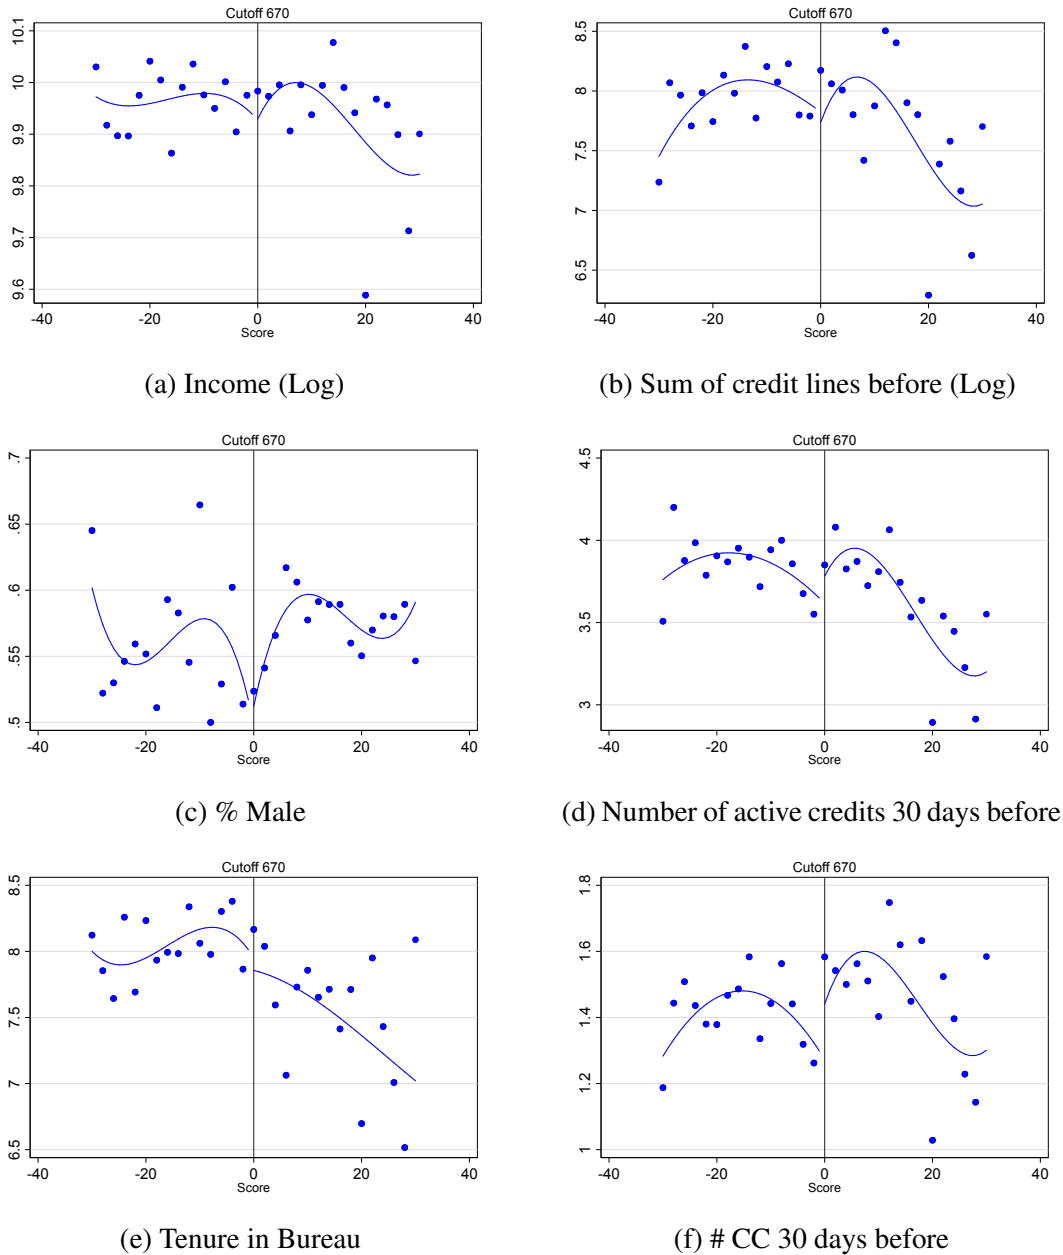 Cutoff 670
10.1
10
9.9
9.8
9.7
9.6
-40 -20 0 20 40
Score
(a) Income (Log)
Cutoff 670
8.5
8
7.5
7
6.5
-40 -20 0 20 40
Score
(b) Sum of credit lines before (Log)
Cutoff 670
.7
.65
.6
.55
.5
-40 -20 0 20 40
Score
(c) % Male
Cutoff 670
4.5
4
3.5
3
-40 -20 0 20 40
Score
(d) Number of active credits 30 days before
Cutoff 670
8.5
8
7.5
7
6.5
-40 -20 0 20 40
Score
(e) Tenure in Bureau
Cutoff 670
1.8
1.6
1.4
1.2
1
-40 -20 0 20 40
Score
(f) # CC 30 days before